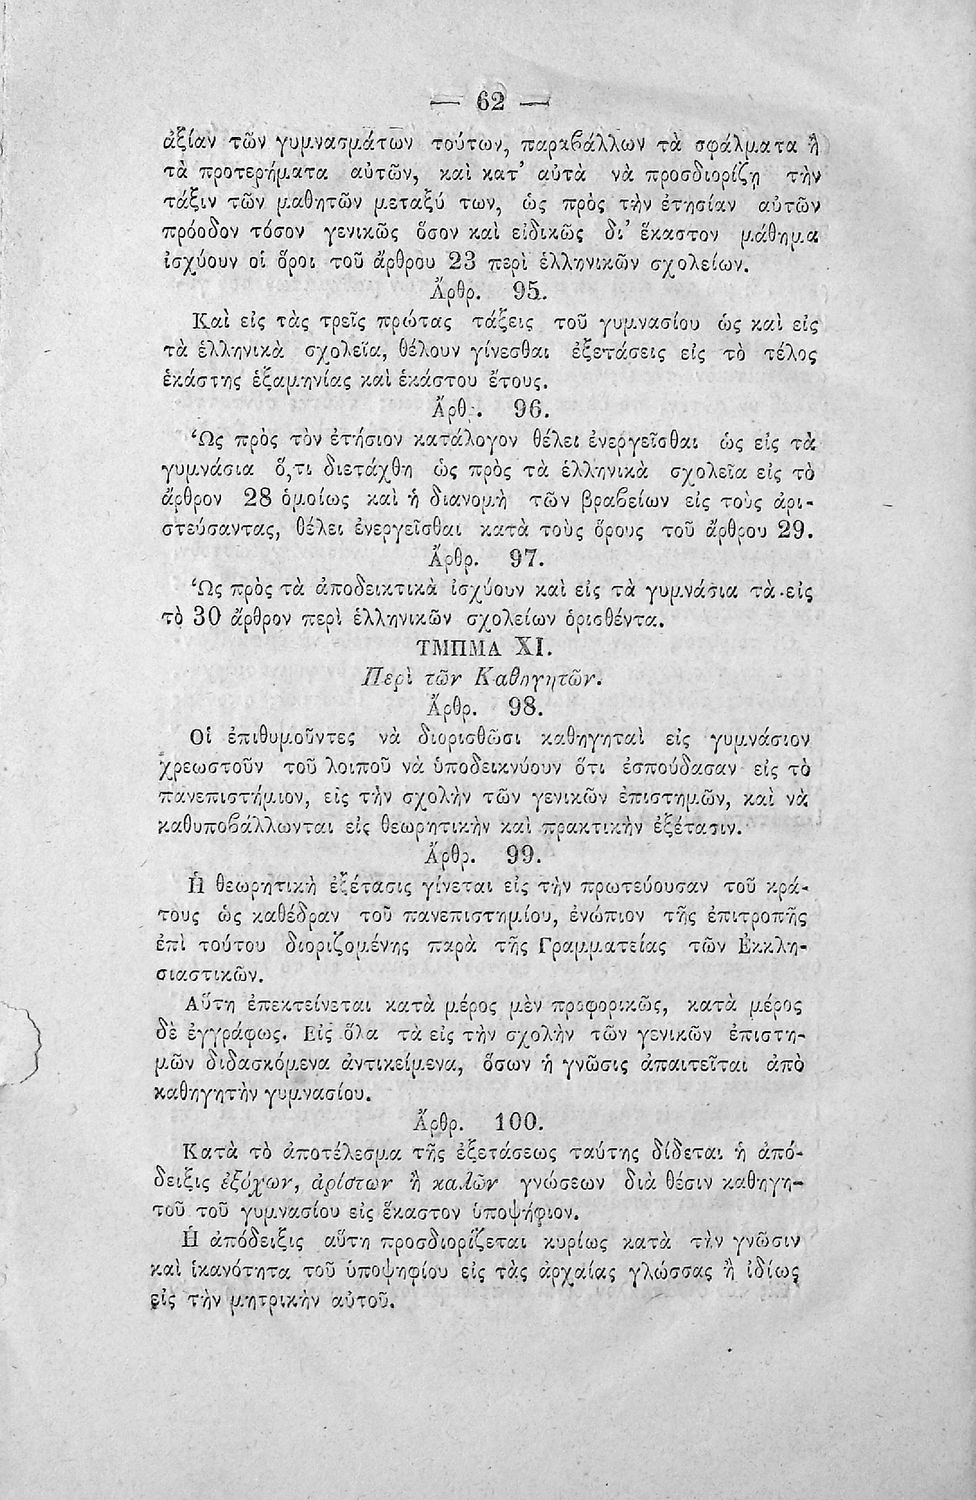 — 62 —
ἀξίαν τῶν γυμνασμάτων τούτων, παραβάλλων τὰ σφάλματα ἢ
τὰ προτερήματα αὐτῶν, καὶ κατ' αὐτὰ νὰ προσδιορίζῃ τὴν
τάξιν τῶν μαθητῶν μεταξύ των, ὡς πρὸς τὴν ἐτησίαν αὐτῶν
πρόοδον τόσον γενικῶς ὅσον καὶ εἰδικῶς δι' ἕκαστον μάθημα
ἰσχύουν οἱ ὅροι τοῦ ἄρθρου 23 περὶ ἑλληνικῶν σχολείων.
Ἄρθρ. 95.
Καὶ εἰς τὰς τρεῖς πρώτας τάξεις τοῦ γυμνασίου ὡς καὶ εἰς
τὰ ἑλληνικὰ σχολεῖα, θέλουν γίνεσθαι ἐξετάσεις εἰς τὸ τέλος
ἑκάστης ἑξαμηνίας καὶ ἑκάστου ἔτους.
Ἄρθρ. 96.
Ὡς πρὸς τὸν ἐτήσιον κατάλογον θέλει ἐνεργεῖσθαι ὡς εἰς τὰ
γυμνάσια ὅ,τι διετάχθη ὡς πρὸς τὰ ἑλληνικὰ σχολεῖα εἰς τὸ
ἄρθρον 28 ὁμοίως καὶ ἡ διανομὴ τῶν βραβείων εἰς τοὺς ἀρι-
στεύσαντας, θέλει ἐνεργεῖσθαι κατὰ τοὺς ὅρους τοῦ ἄρθρου 29.
Ἄρθρ. 97.
Ὡς πρὸς τὰ ἀποδεικτικὰ ἰσχύουν καὶ εἰς τὰ γυμνάσια τὰ εἰς
τὸ 30 ἄρθρον περὶ ἑλληνικῶν σχολείων ὁρισθέντα.
ΤΜΠΜΑ XI.
Περὶ τῶν Καθηγητῶν.
Ἄρθρ. 98.
Οἱ ἐπιθυμοῦντες νὰ διορισθῶσι καθηγηταὶ εἰς γυμνάσιον
χρεωστοῦν τοῦ λοιποῦ νὰ ὑποδεικνύουν ὅτι ἐσπούδασαν εἰς τὸ
πανεπιστήμιον, εἰς τὴν σχολὴν τῶν γενικῶν ἐπιστημῶν, καὶ νὰ
καθυποβάλλωνται εἰς θεωρητικὴν καὶ πρακτικὴν ἐξέτασιν.
Ἄρθρ. 99.
Ἡ θεωρητικὴ ἐξέτασις γίνεται εἰς τὴν πρωτεύουσαν τοῦ κρά-
τους ὡς καθέδραν τοῦ πανεπιστημίου, ἐνώπιον τῆς ἐπιτροπῆς
ἐπὶ τούτου διοριζομένης παρὰ τῆς Γραμματείας τῶν Ἐκκλη-
σιαστικῶν.
Αὕτη ἐπεκτείνεται κατὰ μέρος μὲν προφορικῶς, κατὰ μέρος
δὲ ἐγγράφως. Εἰς ὅλα τὰ εἰς τὴν σχολὴν τῶν γενικῶν ἐπιστη-
μῶν διδασκόμενα ἀντικείμενα, ὅσων ἡ γνῶσις ἀπαιτεῖται ἀπὸ
καθηγητὴν γυμνασίου.
Ἄρθρ. 100.
Κατὰ τὸ ἀποτέλεσμα τῆς ἐξετάσεως ταύτης δίδεται ἡ ἀπό-
δειξις ἐξόχων, ἀρίστων ἢ καλῶν γνώσεων διὰ θέσιν καθηγη-
τοῦ τοῦ γυμνασίου εἰς ἕκαστον ὑποψήφιον.
Ἡ ἀπόδειξις αὕτη προσδιορίζεται κυρίως κατὰ τὴν γνῶσιν
καὶ ἱκανότητα τοῦ ὑποψηφίου εἰς τὰς ἀρχαίας γλώσσας ἢ ἰδίως
εἰς τὴν μητρικὴν αὐτοῦ.